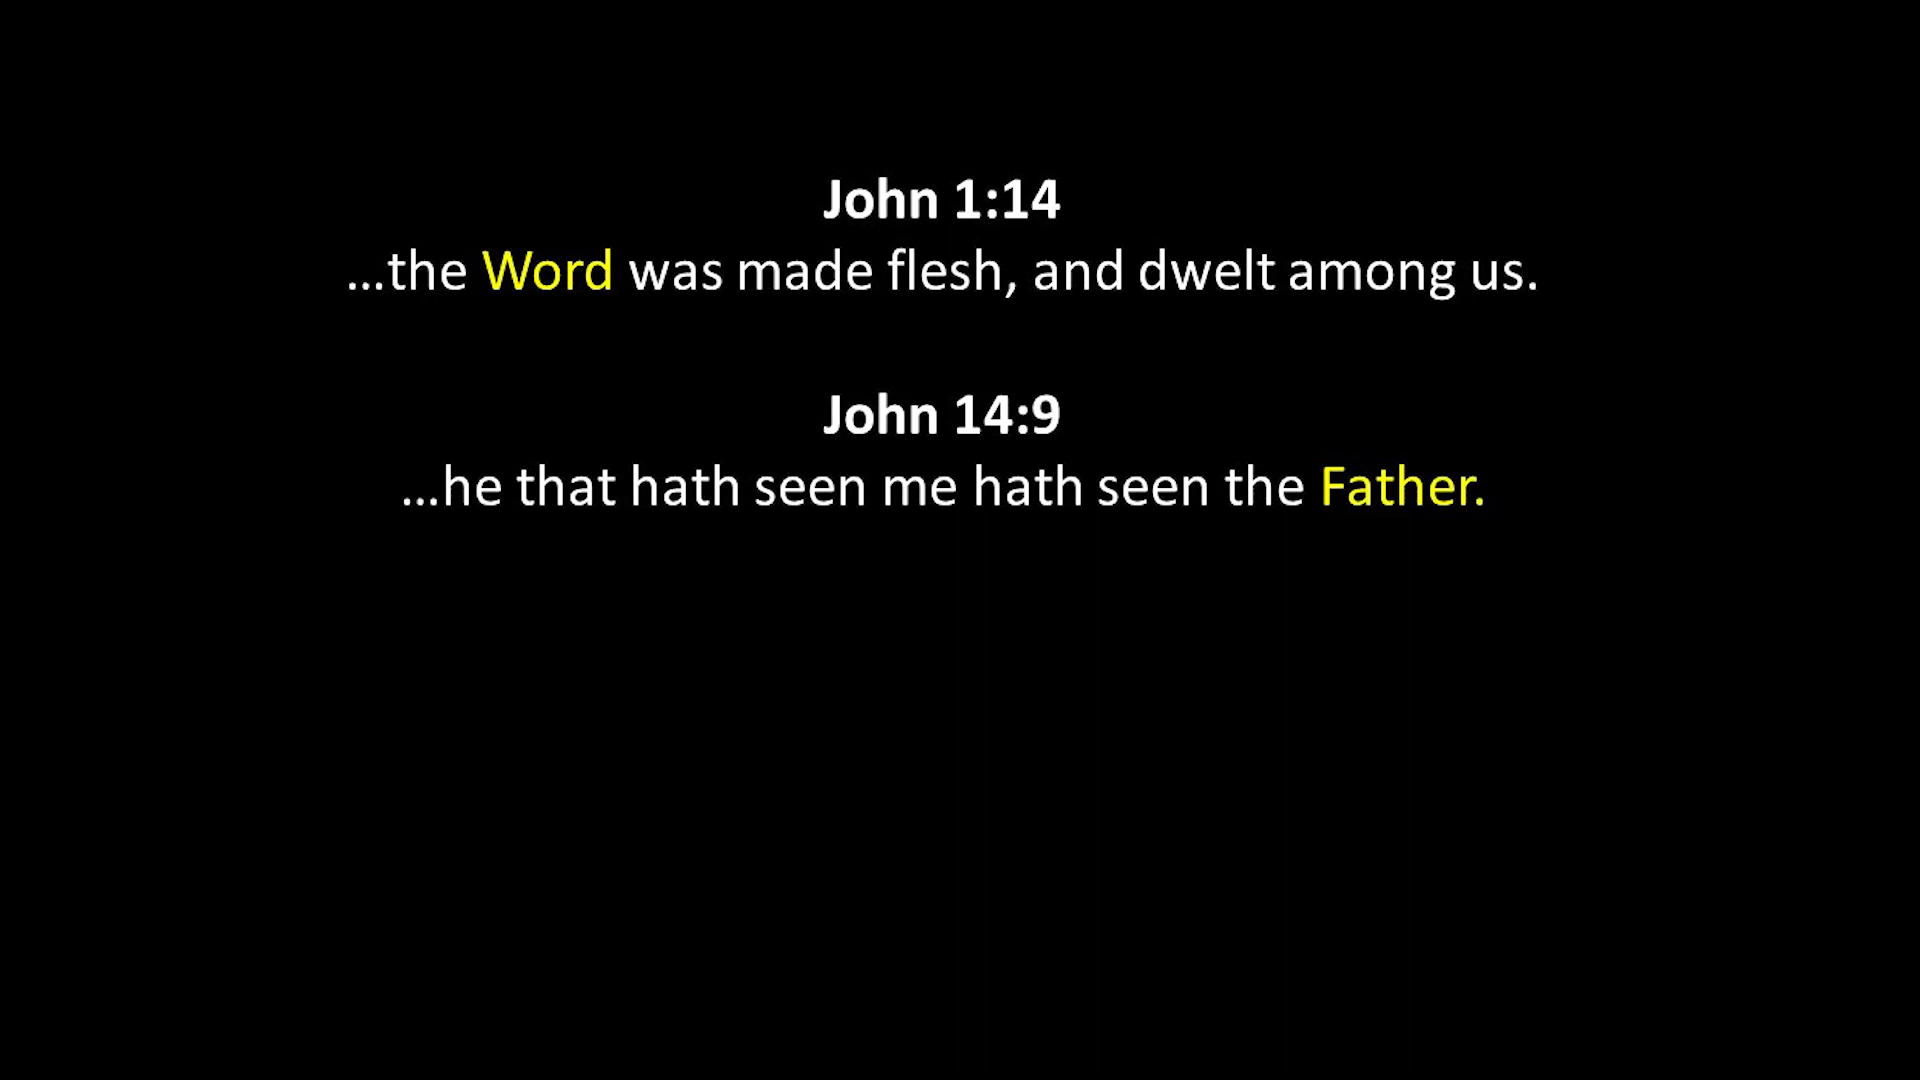 John 1:14
...the Word was made flesh, and dwelt among us.
John 14:9
...he that hath seen me hath seen the Father.